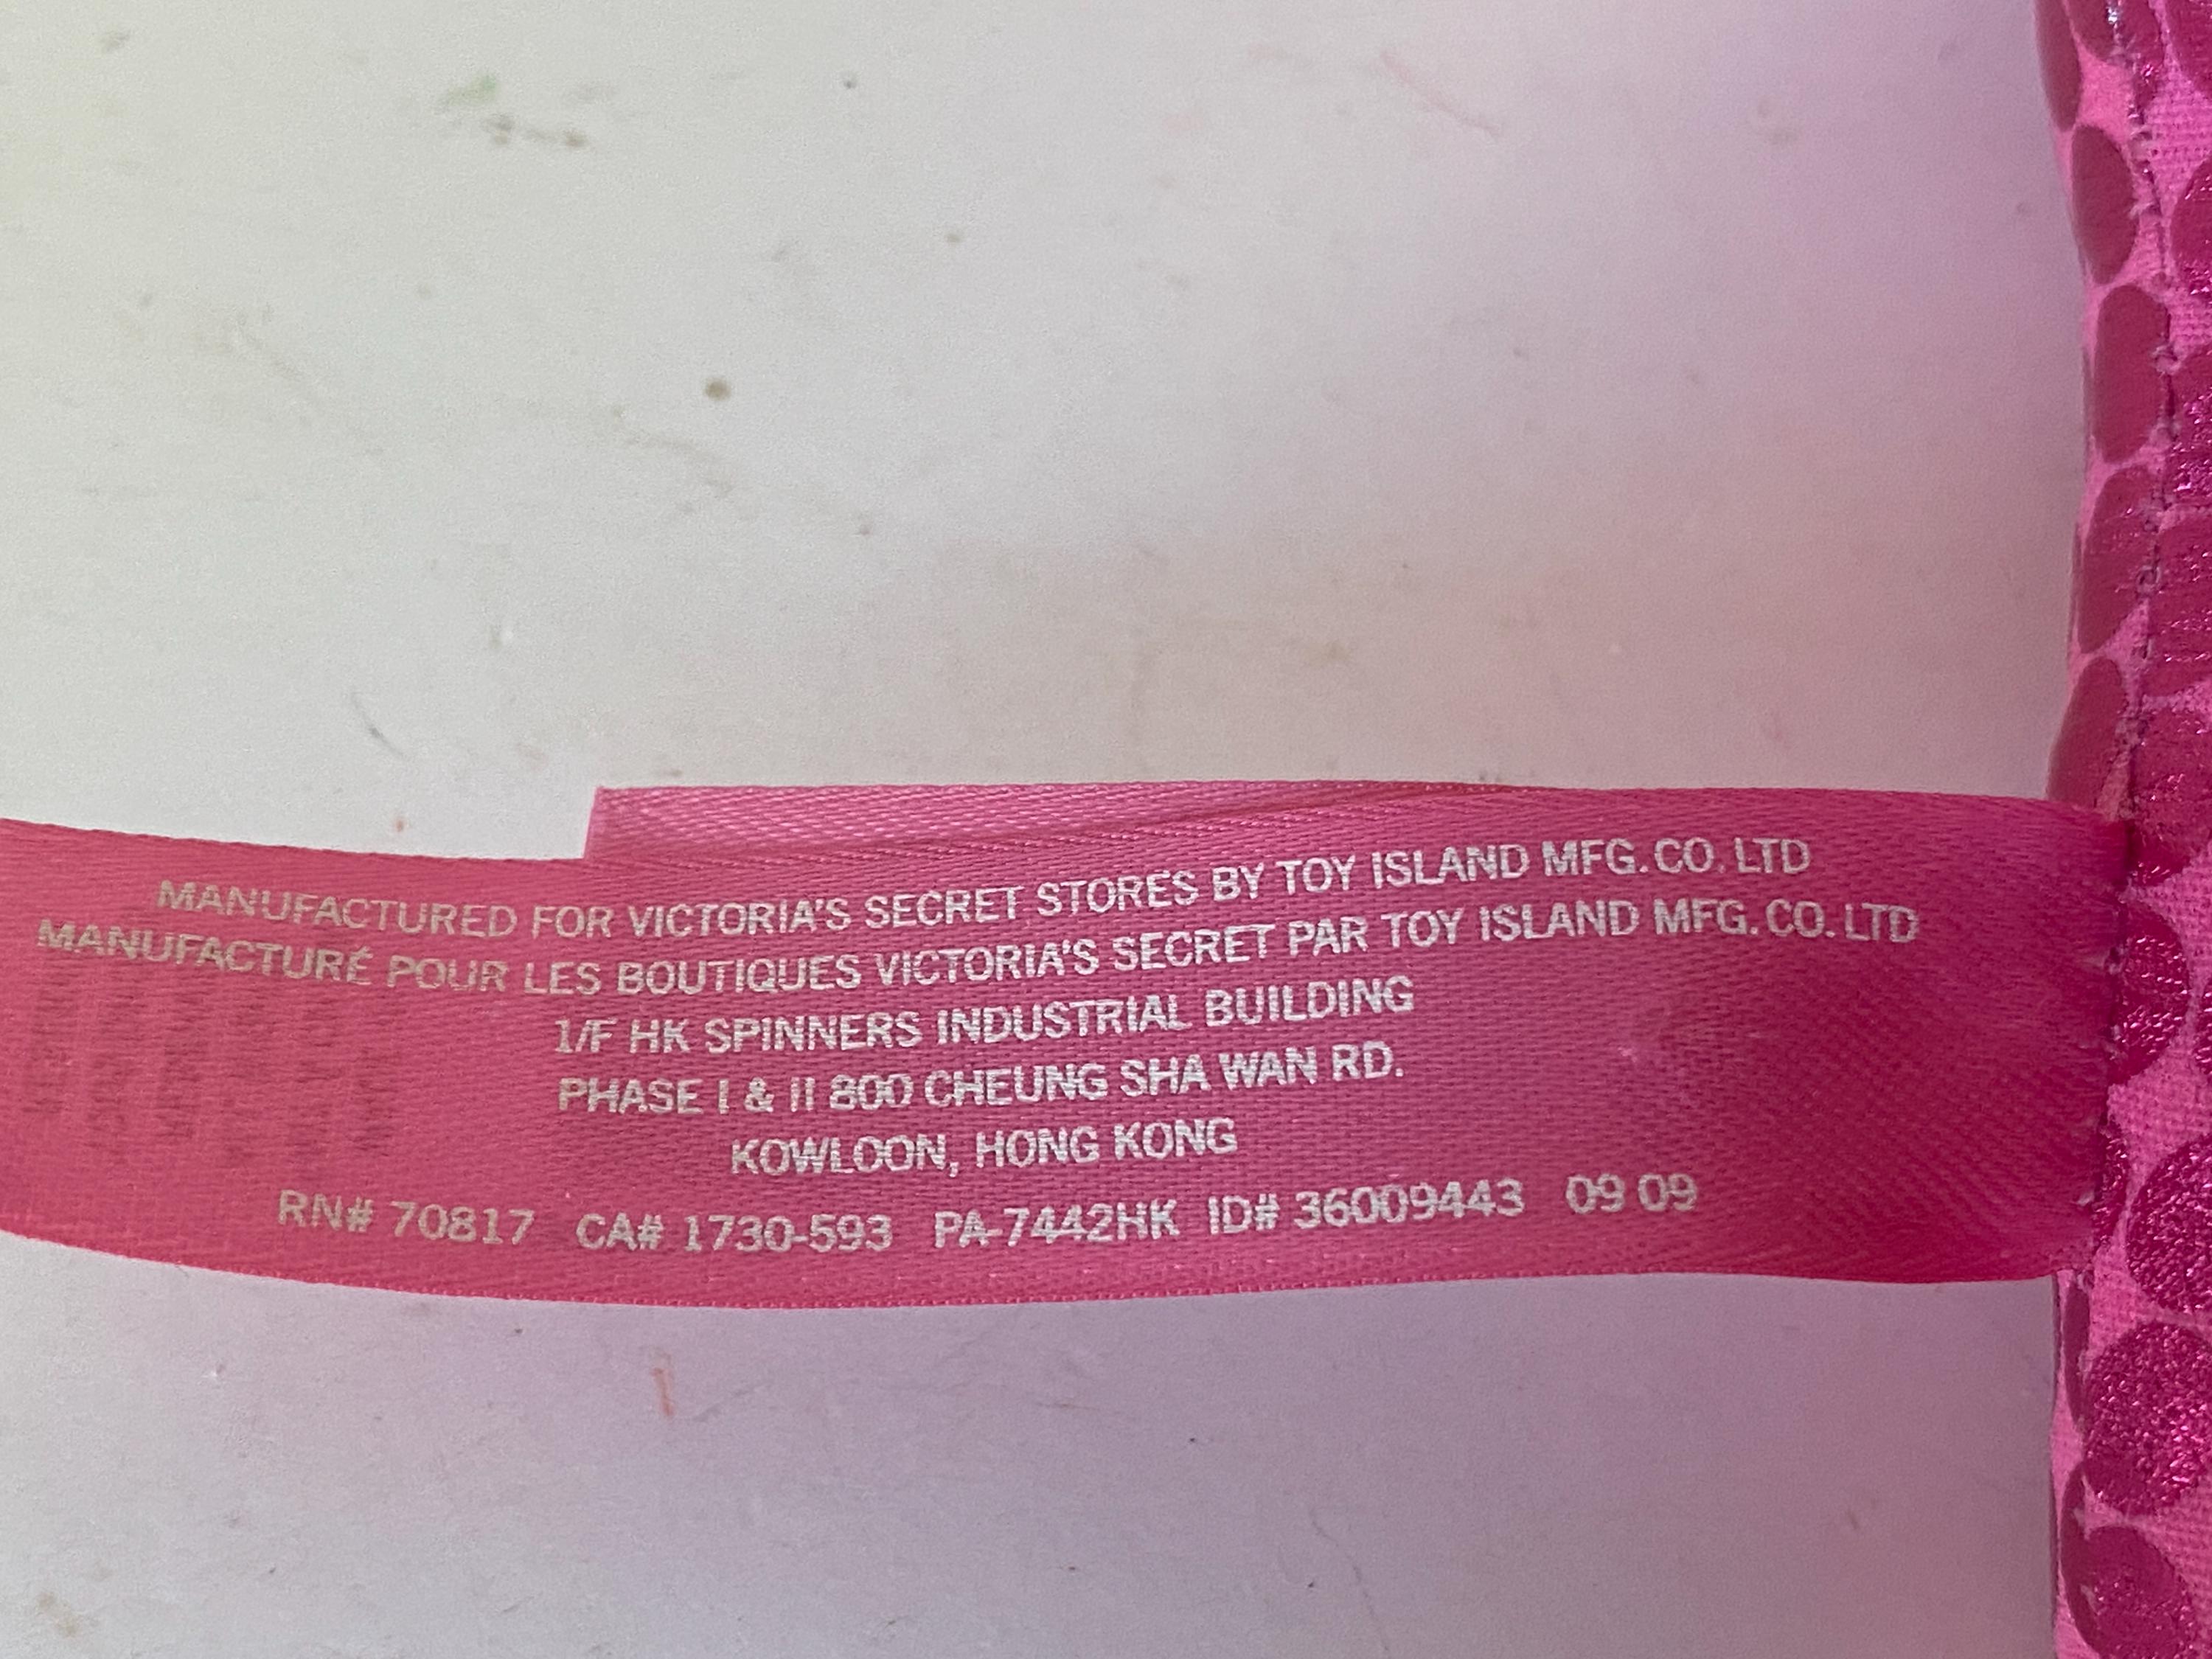 MANUFACTURED FOR VICTORIA'S SECRET STORES BY TOY ISLAND MFG. CO. LTD
MANUFACTURÉ POUR LES BOUTIQUES VICTORIA'S SECRET PAR TOY ISLAND MFG. CO. LTD
1/F HK SPINNERS INDUSTRIAL BUILDING
PHASE I & II 800 CHEUNG SHA WAN RD.
KOWLOON, HONG KONG
RN# 70817 CA# 1730-593 PA-7442HK ID# 36009443 09 09